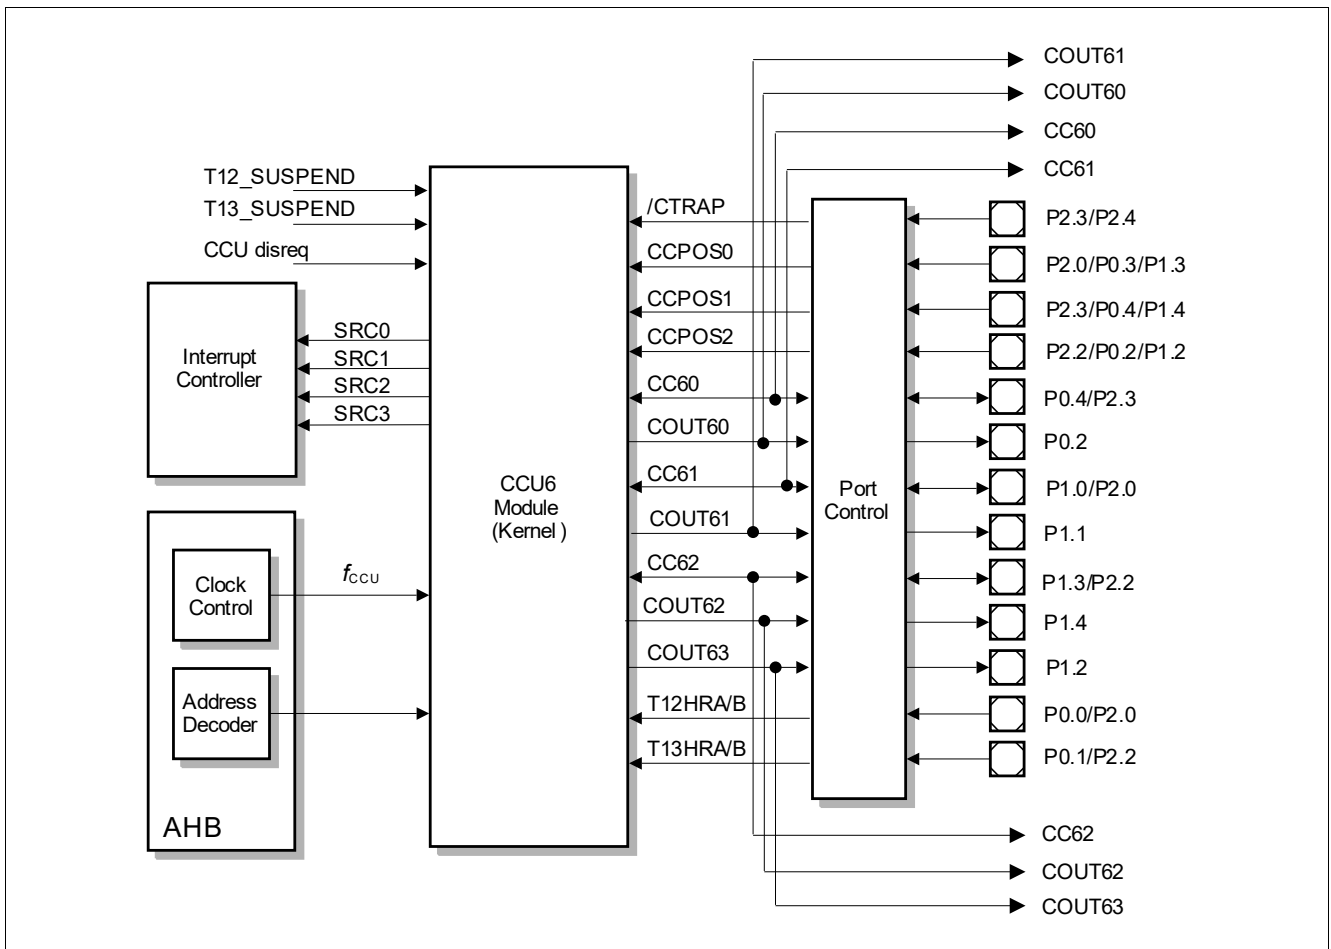 COUT61
COUT60
CC60
CC61
T12_SUSPEND
T13_SUSPEND
CCU disreq
Interrupt
Controller
SRC0
SRC1
SRC2
SRC3
Clock
Control
fCCU
Address
Decoder
AHB
CCU6
Module
(Kernel )
/CTRAP
CCPOS0
CCPOS1
CCPOS2
CC60
COUT60
CC61
COUT61
CC62
COUT62
COUT63
T12HRA/B
T13HRA/B
Port
Control
P2.3/P2.4
P2.0/P0.3/P1.3
P2.3/P0.4/P1.4
P2.2/P0.2/P1.2
P0.4/P2.3
P0.2
P1.0/P2.0
P1.1
P1.3/P2.2
P1.4
P1.2
P0.0/P2.0
P0.1/P2.2
CC62
COUT62
COUT63